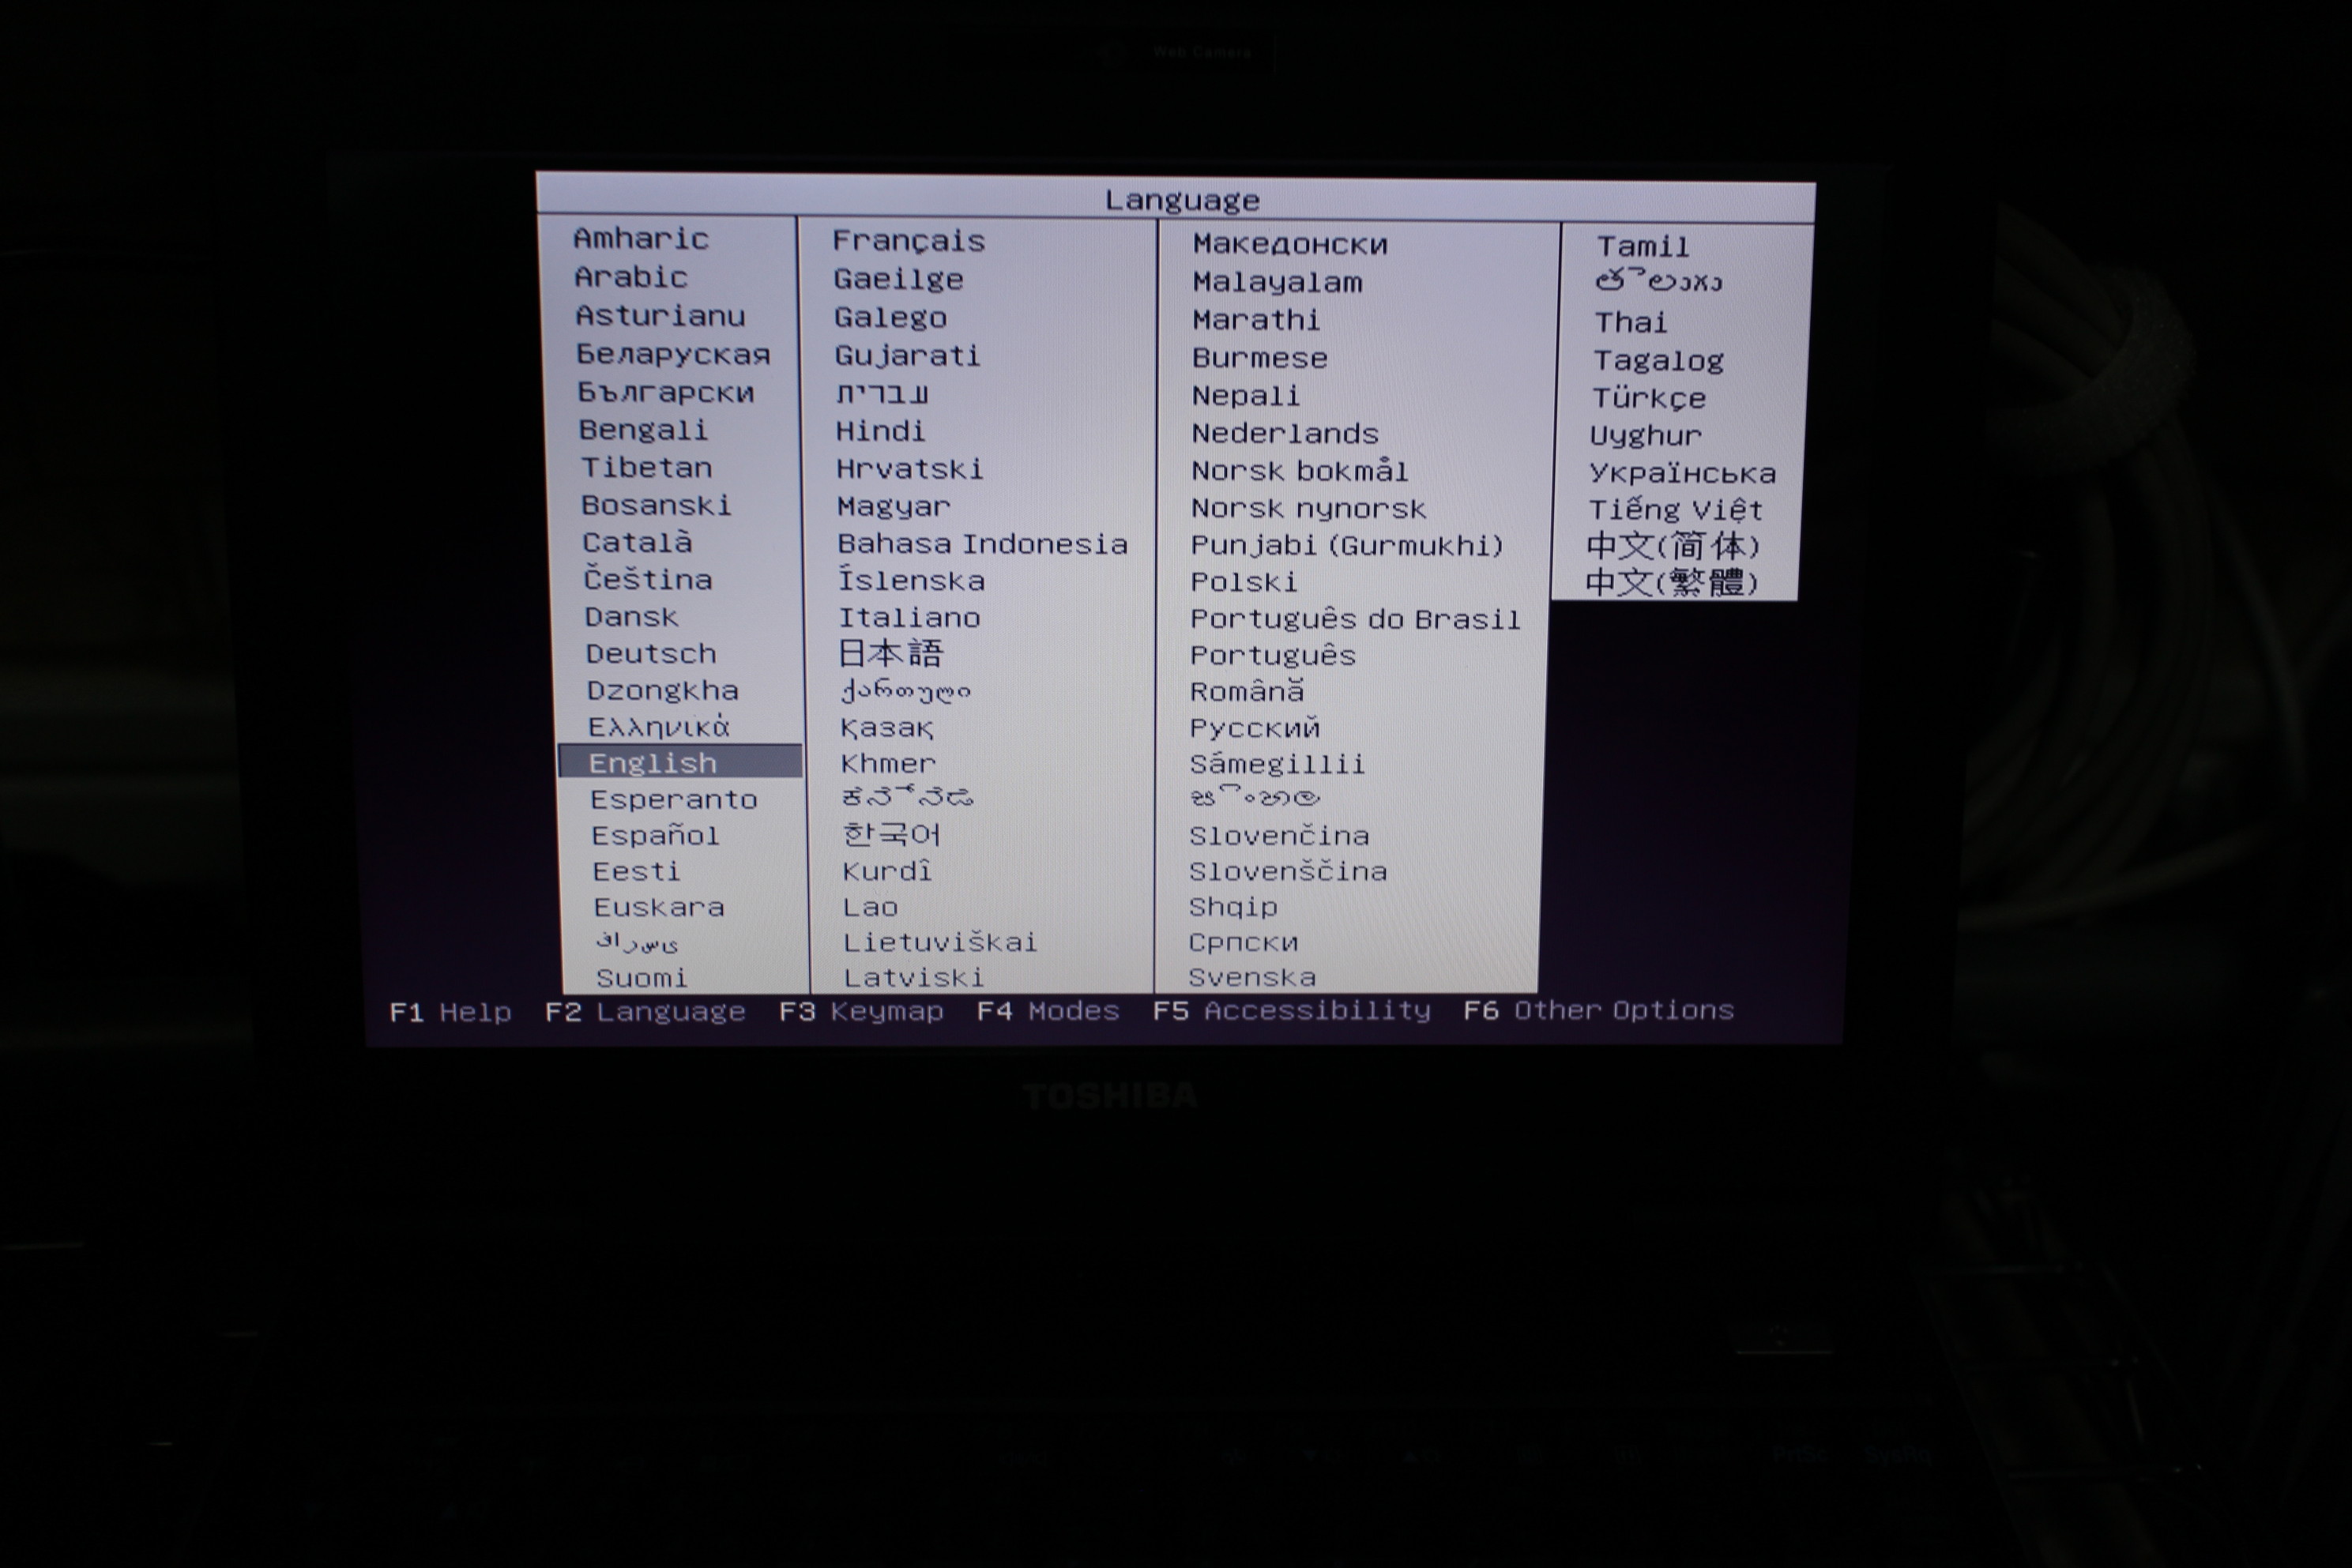 Web Camera
Language
Amharic
Arabic
Asturianu
Беларуская
Български
Bengali
Tibetan
Bosanski
Català
Čeština
Dansk
Deutsch
Dzongkha
Ελληνικά
English
Esperanto
Español
Eesti
Euskara
فارسی
Suomi
Français
Gaeilge
Galego
Gujarati
עברית
Hindi
Hrvatski
Magyar
Bahasa Indonesia
Íslenska
Italiano
日本語
ქართული
Қазақ
Khmer
ಕನ್ನಡ
한국어
Kurdî
Lao
Lietuviškai
Latviski
Македонски
Malayalam
Marathi
Burmese
Nepali
Nederlands
Norsk bokmål
Norsk nynorsk
Punjabi (Gurmukhi)
Polski
Português do Brasil
Português
Română
Русский
Sámegillii
සිංහල
Slovenčina
Slovenščina
Shqip
Српски
Svenska
Tamil
తెలుగు
Thai
Tagalog
Türkçe
Uyghur
Українська
Tiếng Việt
中文(简体)
中文(繁體)
F1 Help F2 Language F3 Keymap F4 Modes F5 Accessibility F6 Other Options
TOSHIBA
PrtSc SysRq